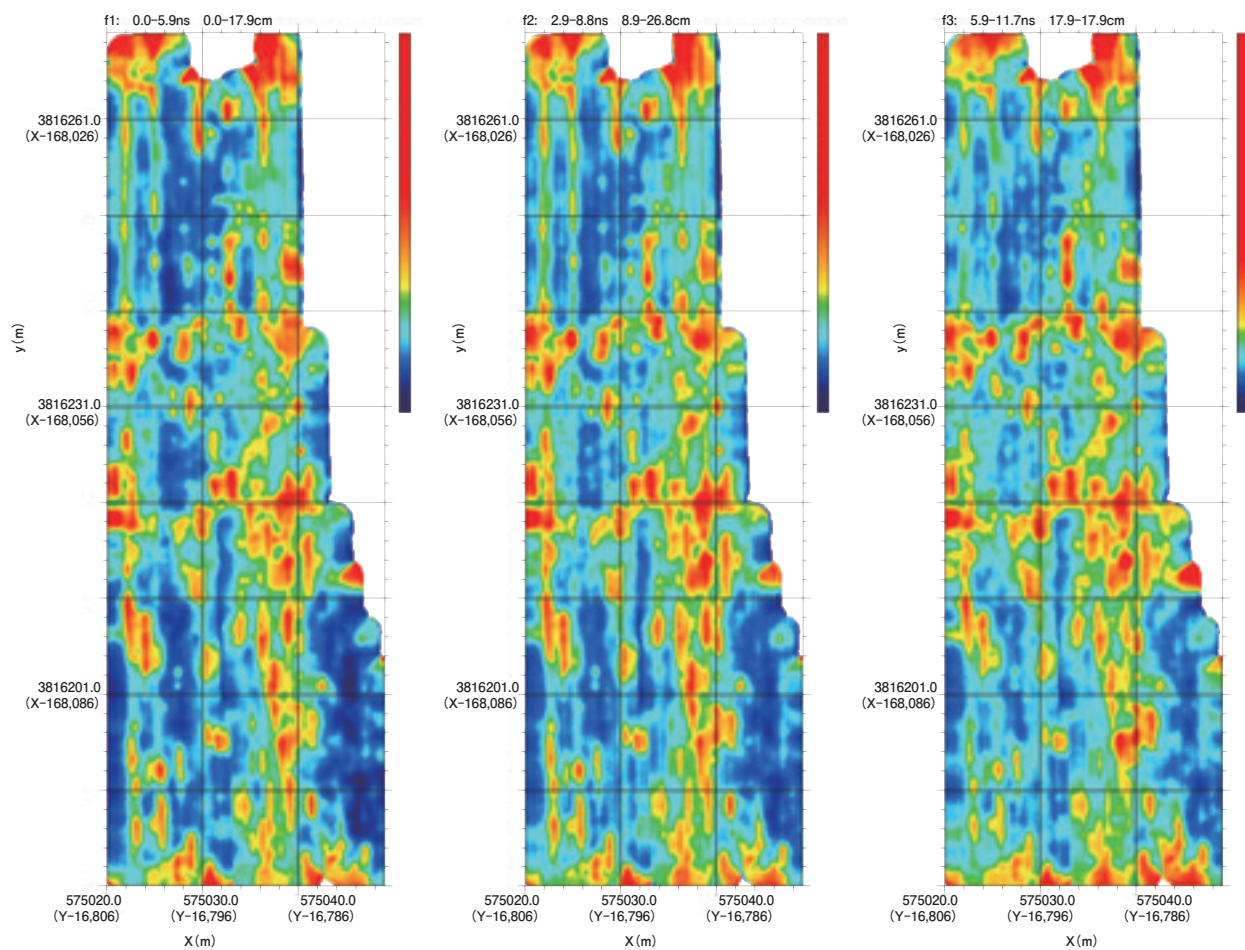 f1: 0.0-5.9ns 0.0-17.9cm
3816261.0
(X-168,026)
y (m)
3816231.0
(X-168,056)
3816201.0
(X-168,086)
575020.0 575030.0 575040.0
(Y-16,806) (Y-16,796) (Y-16,786)
X (m)
f2: 2.9-8.8ns 8.9-26.8cm
3816261.0
(X-168,026)
y (m)
3816231.0
(X-168,056)
3816201.0
(X-168,086)
575020.0 575030.0 575040.0
(Y-16,806) (Y-16,796) (Y-16,786)
X (m)
f3: 5.9-11.7ns 17.9-17.9cm
3816261.0
(X-168,026)
y (m)
3816231.0
(X-168,056)
3816201.0
(X-168,086)
575020.0 575030.0 575040.0
(Y-16,806) (Y-16,796) (Y-16,786)
X (m)